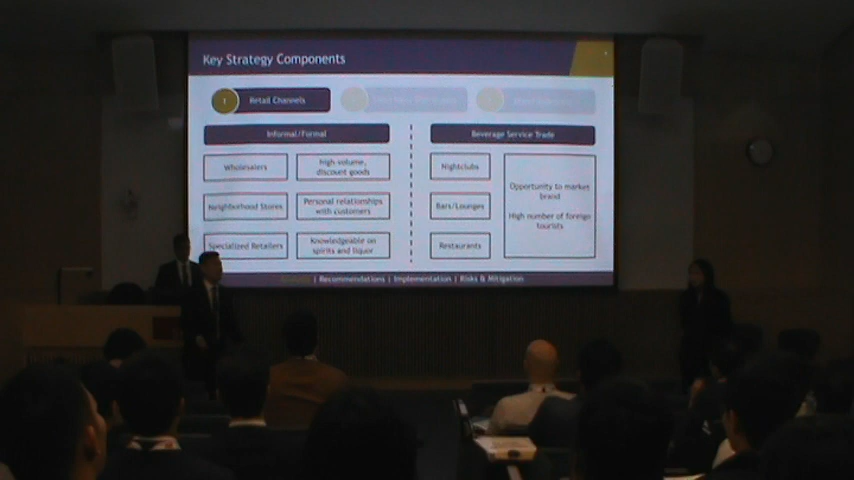 Key Strategy Components
1
Retail Channels
Informal/Formal
Wholesalers
high-volume,
discount goods
Neighborhood Stores
Personal relationships
with customers
Specialized Retailers
Knowledgeable on
spirits and liquor
Beverage Service Trade
Nightclubs
Bars/Lounges
Restaurants
Opportunity to market
brand
High number of foreign
tourists
| Recommendations | Implementation | Risks & Mitigation